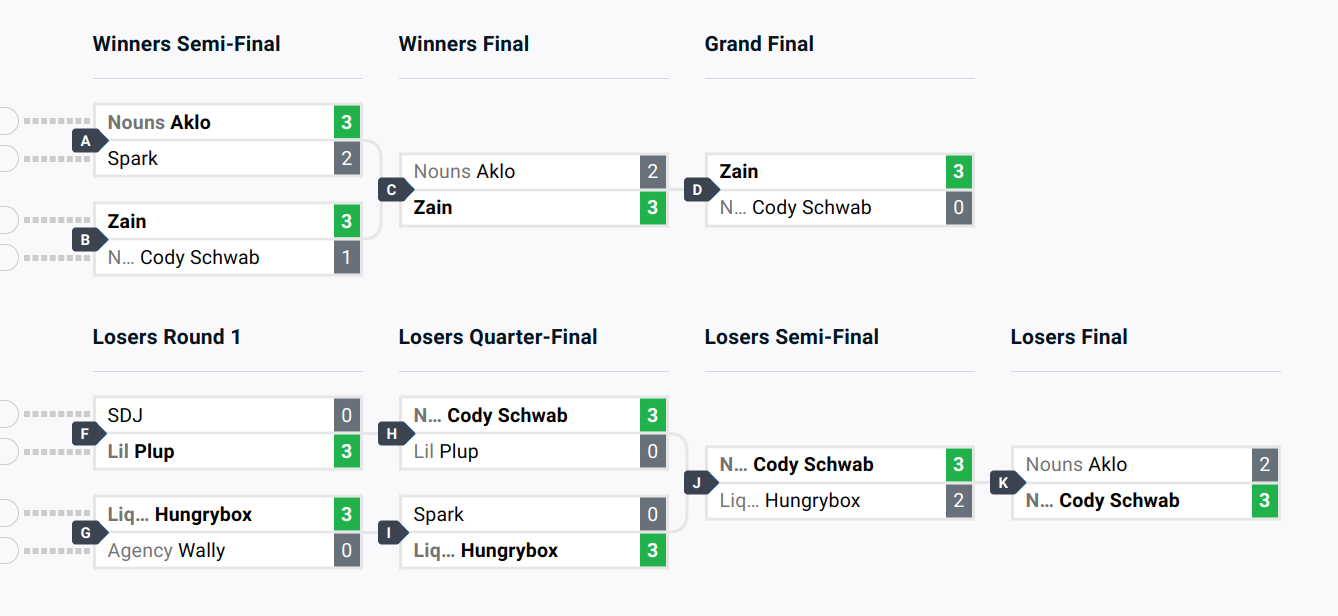 Winners Semi-Final
Winners Final
Grand Final
Nouns Aklo 3
A
Spark 2
Zain 3
B
N... Cody Schwab 1
Nouns Aklo 2
C
Zain 3
Zain 3
D
N... Cody Schwab 0
Losers Round 1
Losers Quarter-Final
Losers Semi-Final
Losers Final
SDJ 0
F
Lil Plup 3
Liq... Hungrybox 3
G
Agency Wally 0
N... Cody Schwab 3
H
Lil Plup 0
Spark 0
I
Liq... Hungrybox 3
N... Cody Schwab 3
J
Liq... Hungrybox 2
Nouns Aklo 2
K
N... Cody Schwab 3